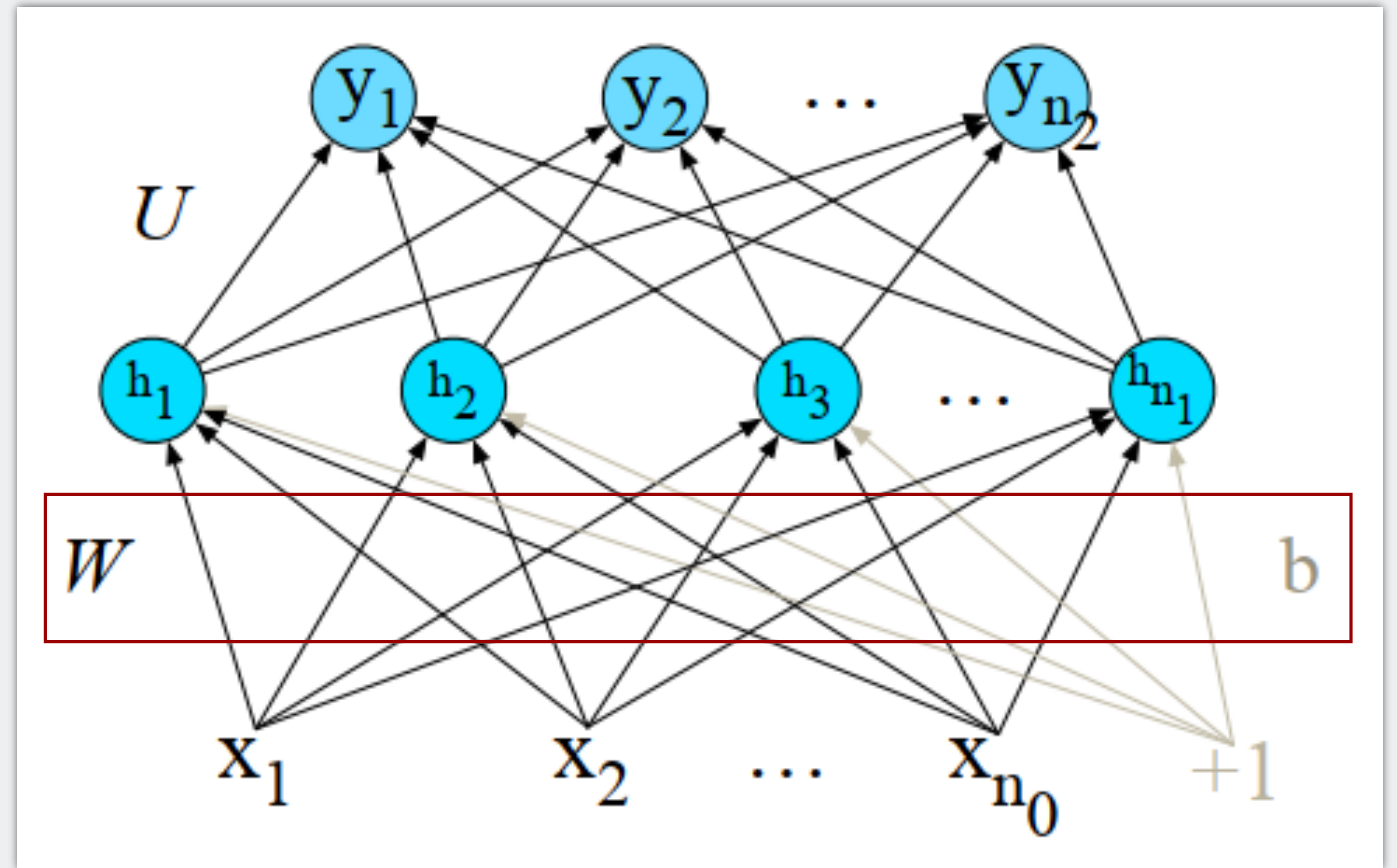 y₁ y₂ … yₙ₂
U
h₁ h₂ h₃ … hₙ₁
W b
x₁ x₂ … xₙ₀ +1